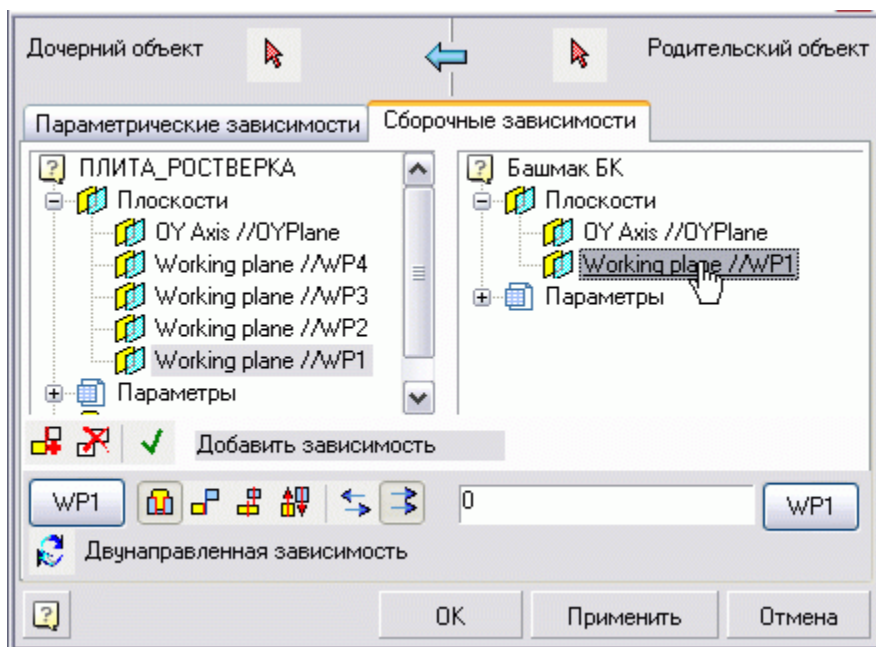 Дочерний объект
Родительский объект
Параметрические зависимости
Сборочные зависимости
ПЛИТА_РОСТВЕРКА
Плоскости
OY Axis //OYPlane
Working plane //WP4
Working plane //WP3
Working plane //WP2
Working plane //WP1
Параметры
Башмак БК
Плоскости
OY Axis //OYPlane
Working plane //WP1
Параметры
Добавить зависимость
WP1
0
WP1
Двунаправленная зависимость
OK
Применить
Отмена